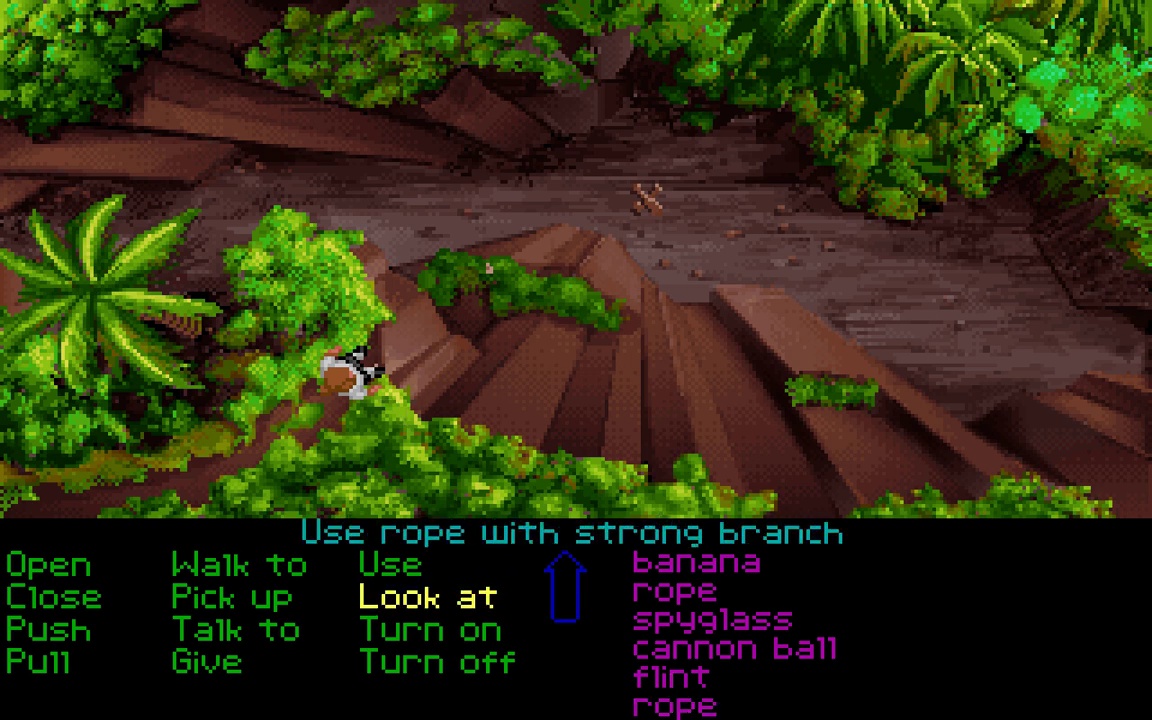 Use rope with strong branch
Open Walk to Use banana
Close Pick up Look at rope
Push Talk to Turn on spyglass
Pull Give Turn off cannon ball
flint
rope